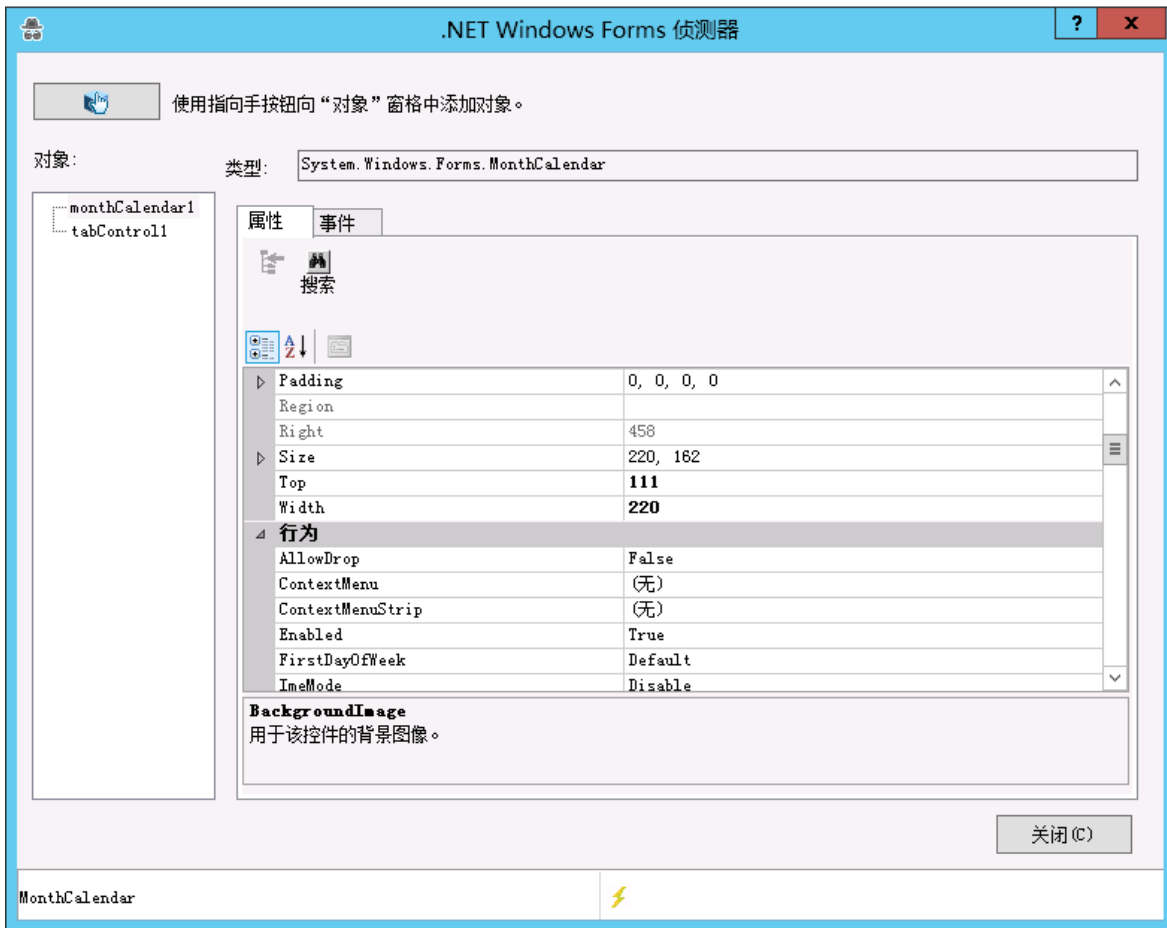 .NET Windows Forms 侦测器
? x
使用指向手按钮向“对象”窗格中添加对象。
对象:
类型: System.Windows.Forms.MonthCalendar
monthCalendar1
tabControl1
属性 事件
搜索
AZ
Padding 0, 0, 0, 0
Region
Right 458
Size 220, 162
Top 111
Width 220
行为
AllowDrop False
ContextMenu (无)
ContextMenuStrip (无)
Enabled True
FirstDayOfWeek Default
ImeMode Disable
BackgroundImage
用于该控件的背景图像。
关闭(C)
MonthCalendar